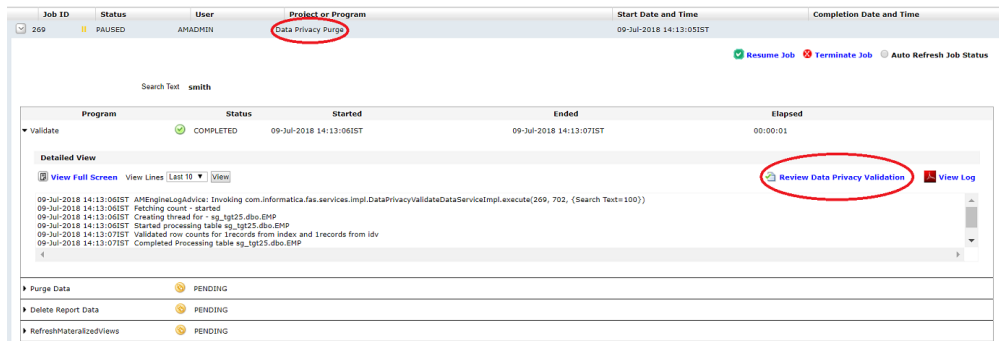 Job ID Status User Project or Program Start Date and Time Completion Date and Time
269 PAUSED AMADMIN Data Privacy Purge 09-Jul-2018 14:13:05IST
Resume Job Terminate Job Auto Refresh Job Status
Search Text smith
Program Status Started Ended Elapsed
Validate COMPLETED 09-Jul-2018 14:13:06IST 09-Jul-2018 14:13:07IST 00:00:01
Detailed View
View Full Screen View Lines Last 10 View Review Data Privacy Validation View Log
09-Jul-2018 14:13:06IST AMEngineLogAdvice: Invoking com.informatica.fas.services.impl.DataPrivacyValidateDataServiceImpl.execute(269, 702, {Search Text=100})
09-Jul-2018 14:13:06IST Fetching count - started
09-Jul-2018 14:13:06IST Creating thread for - sg_tgt25.dbo.EMP
09-Jul-2018 14:13:06IST Started processing table sg_tgt25.dbo.EMP
09-Jul-2018 14:13:07IST Validated row counts for 1records from index and 1records from idv
09-Jul-2018 14:13:07IST Completed Processing table sg_tgt25.dbo.EMP
Purge Data PENDING
Delete Report Data PENDING
RefreshMateralizedViews PENDING